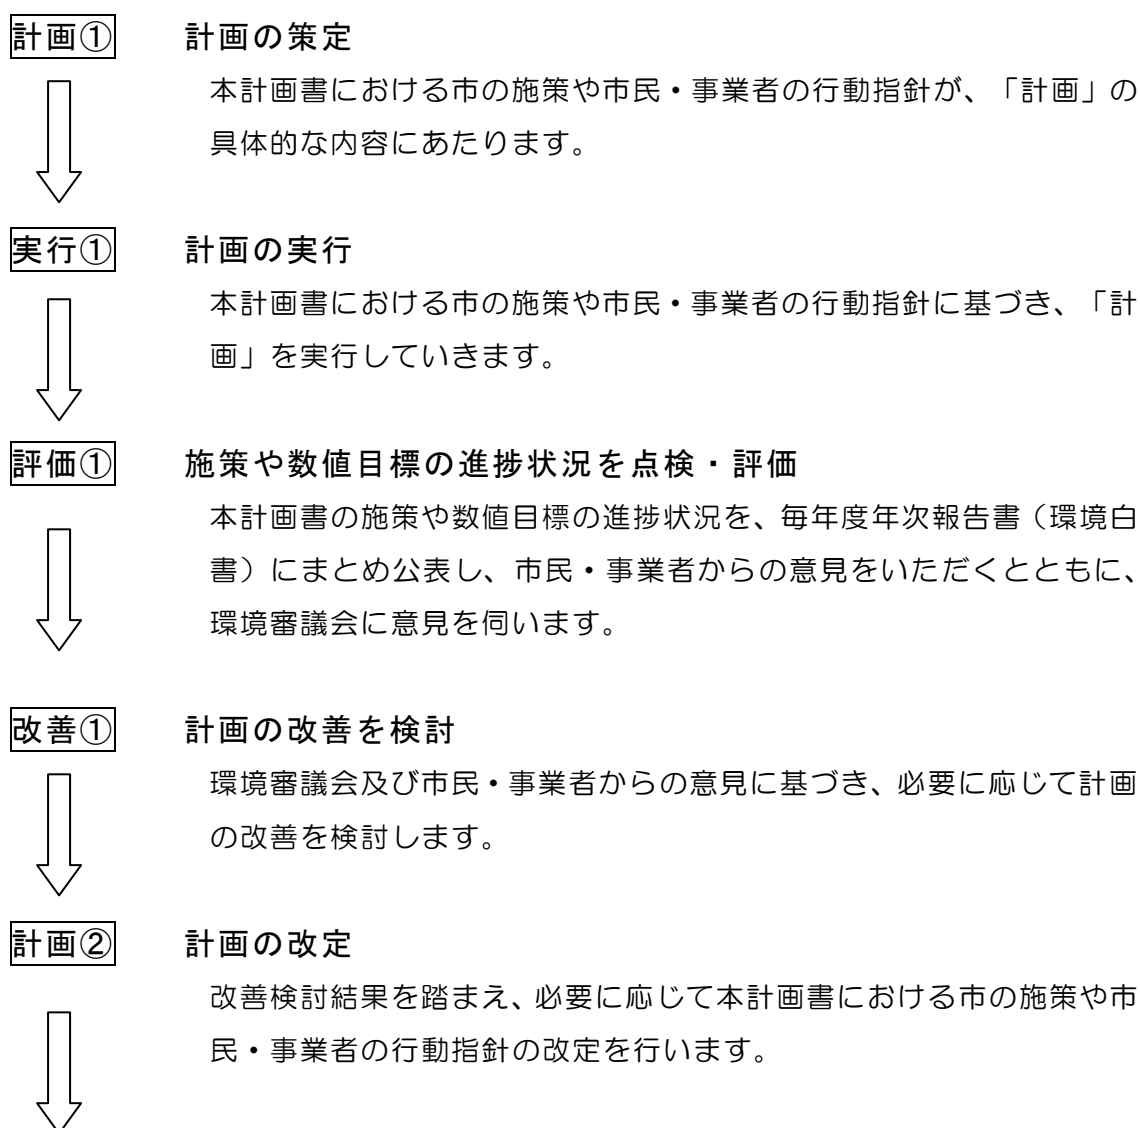 計画① 計画の策定
本計画書における市の施策や市民・事業者の行動指針が、「計画」の
具体的な内容にあたります。
実行① 計画の実行
本計画書における市の施策や市民・事業者の行動指針に基づき、「計
画」を実行していきます。
評価① 施策や数値目標の進捗状況を点検・評価
本計画書の施策や数値目標の進捗状況を、毎年度年次報告書（環境白
書）にまとめ公表し、市民・事業者からの意見をいただくとともに、
環境審議会に意見を伺います。
改善① 計画の改善を検討
環境審議会及び市民・事業者からの意見に基づき、必要に応じて計画
の改善を検討します。
計画② 計画の改定
改善検討結果を踏まえ、必要に応じて本計画書における市の施策や市
民・事業者の行動指針の改定を行います。